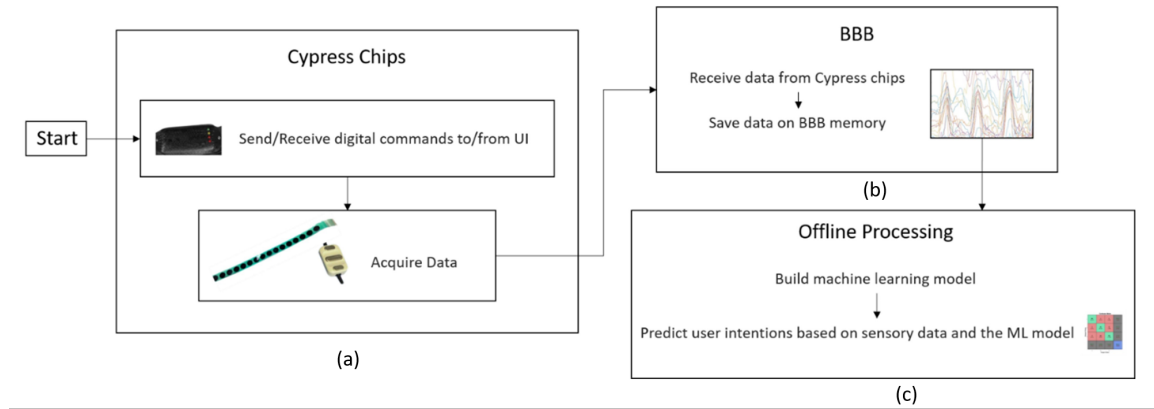 Start
Cypress Chips
Send/Receive digital commands to/from UI
Acquire Data
(a)
BBB
Receive data from Cypress chips
Save data on BBB memory
(b)
Offline Processing
Build machine learning model
Predict user intentions based on sensory data and the ML model
(c)